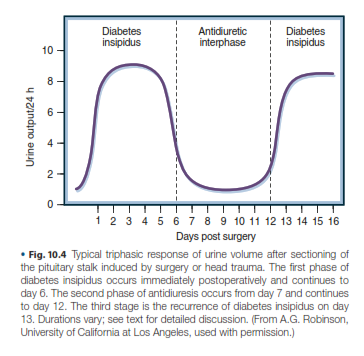 Diabetes
insipidus
Antidiuretic
interphase
Diabetes
insipidus
Urine output/24 h
10
8
6
4
2
0
1 2 3 4 5 6 7 8 9 10 11 12 13 14 15 16
Days post surgery
• Fig. 10.4 Typical triphasic response of urine volume after sectioning of
the pituitary stalk induced by surgery or head trauma. The first phase of
diabetes insipidus occurs immediately postoperatively and continues to
day 6. The second phase of antidiuresis occurs from day 7 and continues
to day 12. The third stage is the recurrence of diabetes insipidus on day
13. Durations vary; see text for detailed discussion. (From A.G. Robinson,
University of California at Los Angeles, used with permission.)